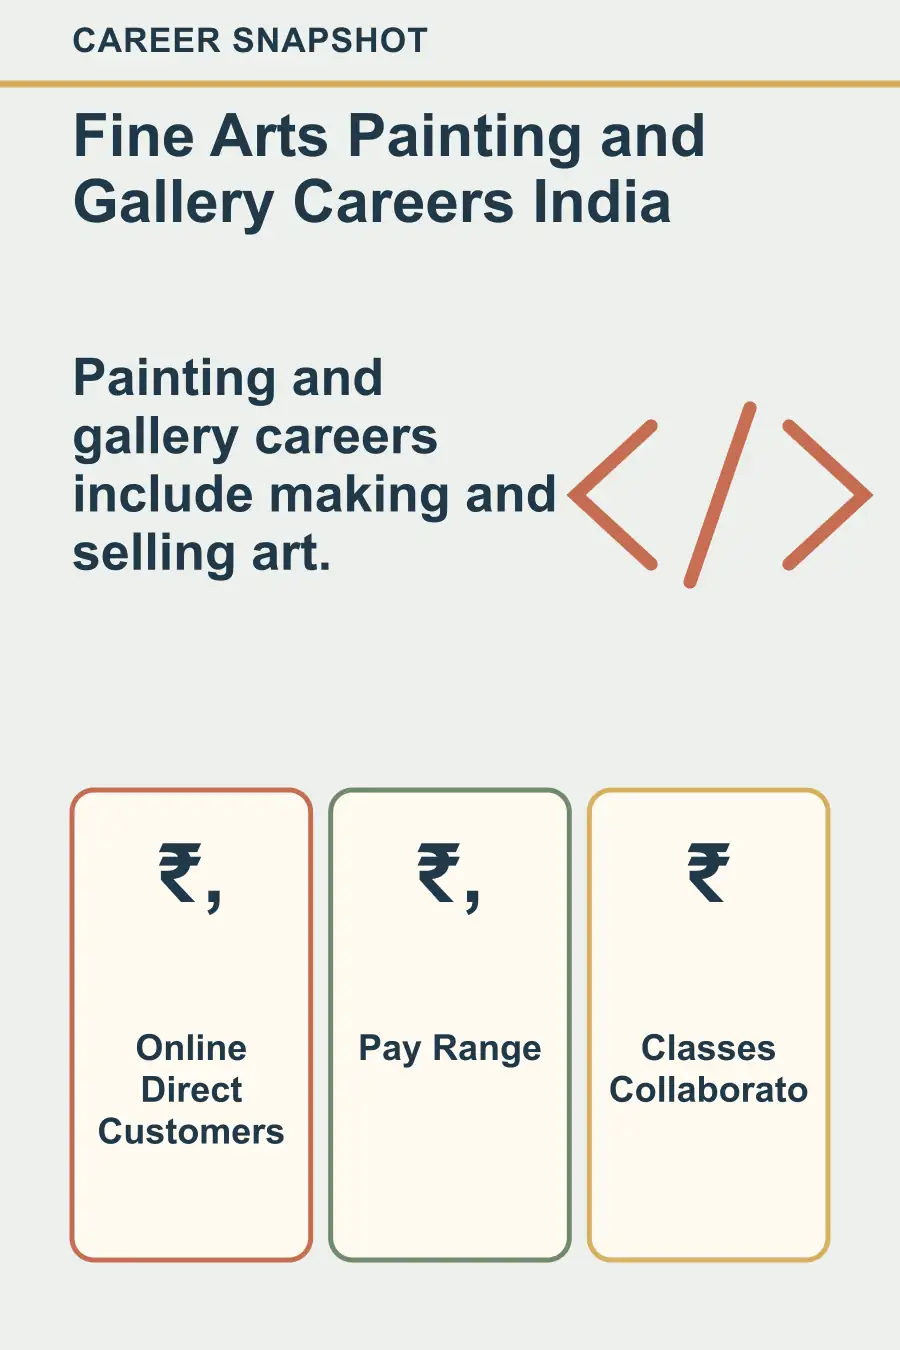 CAREER SNAPSHOT
Fine Arts Painting and
Gallery Careers India
Painting and
gallery careers
include making and
selling art.
₹,
Online
Direct
Customers
₹,
Pay Range
₹
Classes
Collaborato